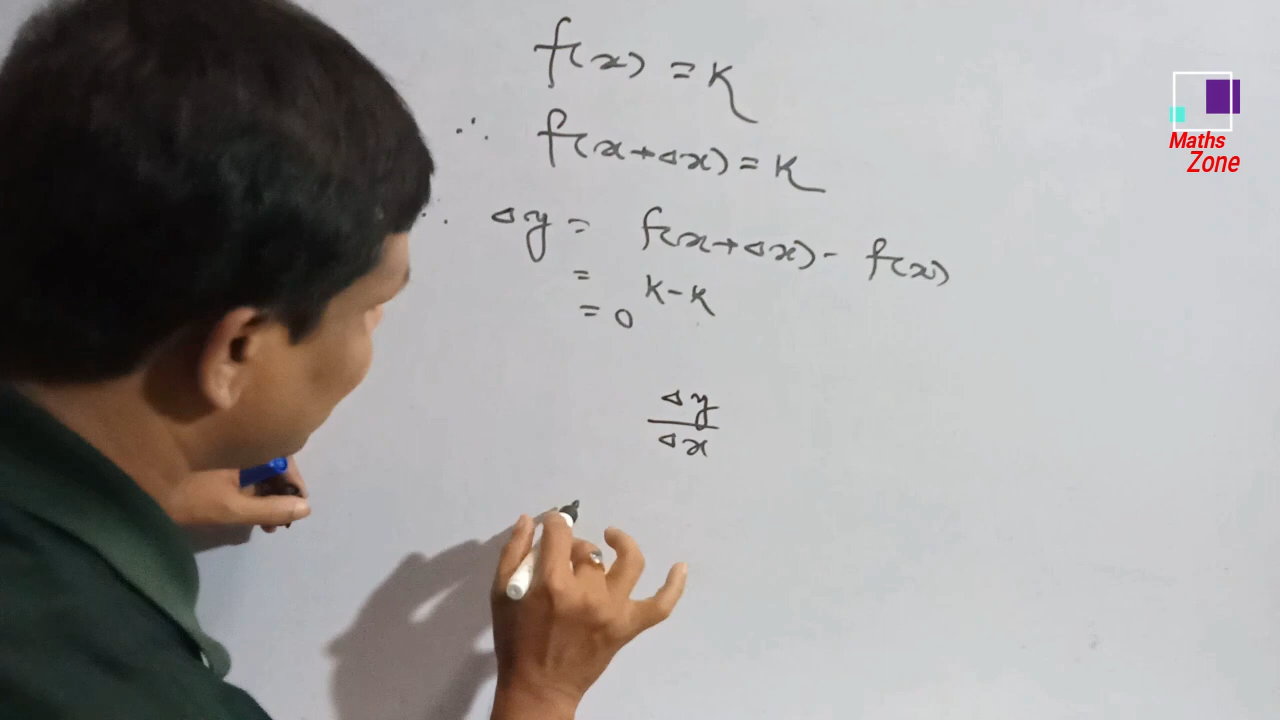 f(x) = K
∴ f(x+Δx) = K
∴ Δy = f(x+Δx) - f(x)
= K - K
= 0
Δy
Δx
Maths
Zone